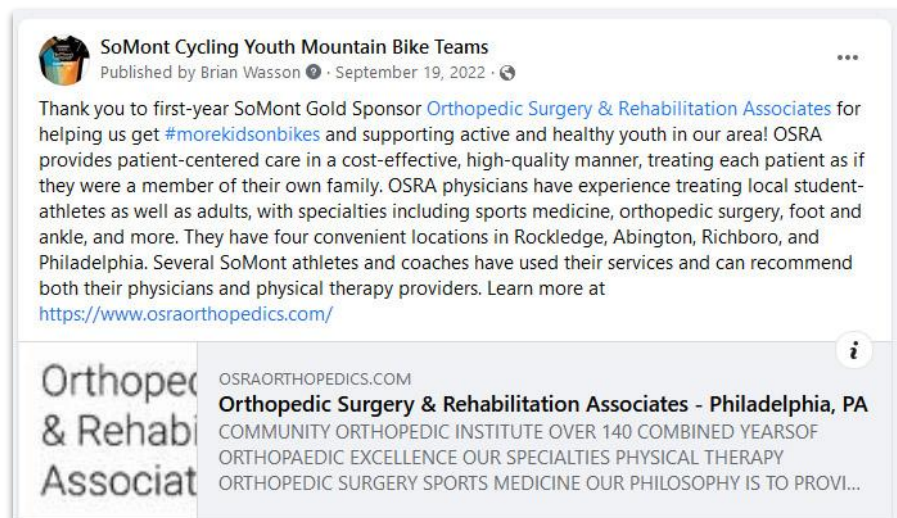 SoMont Cycling Youth Mountain Bike Teams
Published by Brian Wasson · September 19, 2022 ·
Thank you to first-year SoMont Gold Sponsor Orthopedic Surgery & Rehabilitation Associates for
helping us get #morekidsonbikes and supporting active and healthy youth in our area! OSRA
provides patient-centered care in a cost-effective, high-quality manner, treating each patient as if
they were a member of their own family. OSRA physicians have experience treating local student-
athletes as well as adults, with specialties including sports medicine, orthopedic surgery, foot and
ankle, and more. They have four convenient locations in Rockledge, Abington, Richboro, and
Philadelphia. Several SoMont athletes and coaches have used their services and can recommend
both their physicians and physical therapy providers. Learn more at
https://www.osraorthopedics.com/
Orthoped
& Rehabi
Associat
OSRAORTHOPEDICS.COM
Orthopedic Surgery & Rehabilitation Associates - Philadelphia, PA
COMMUNITY ORTHOPEDIC INSTITUTE OVER 140 COMBINED YEARSOF
ORTHOPAEDIC EXCELLENCE OUR SPECIALTIES PHYSICAL THERAPY
ORTHOPEDIC SURGERY SPORTS MEDICINE OUR PHILOSOPHY IS TO PROVI...